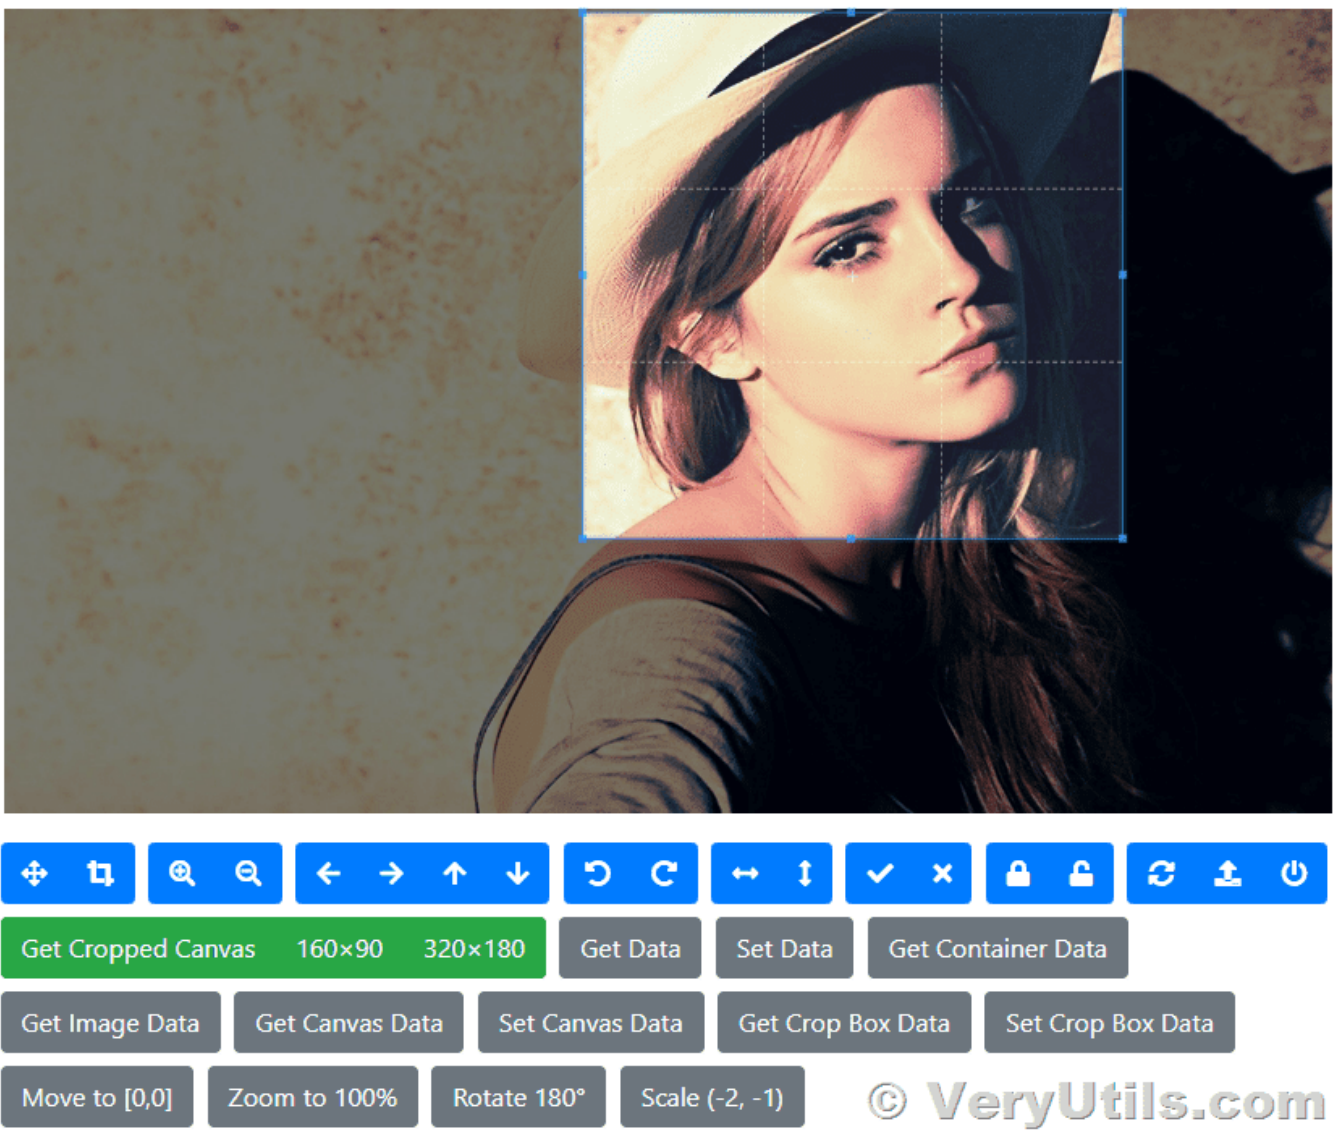 Get Cropped Canvas 160×90 320×180 Get Data Set Data Get Container Data
Get Image Data Get Canvas Data Set Canvas Data Get Crop Box Data Set Crop Box Data
Move to [0,0] Zoom to 100% Rotate 180° Scale (-2, -1) © VeryUtils.com